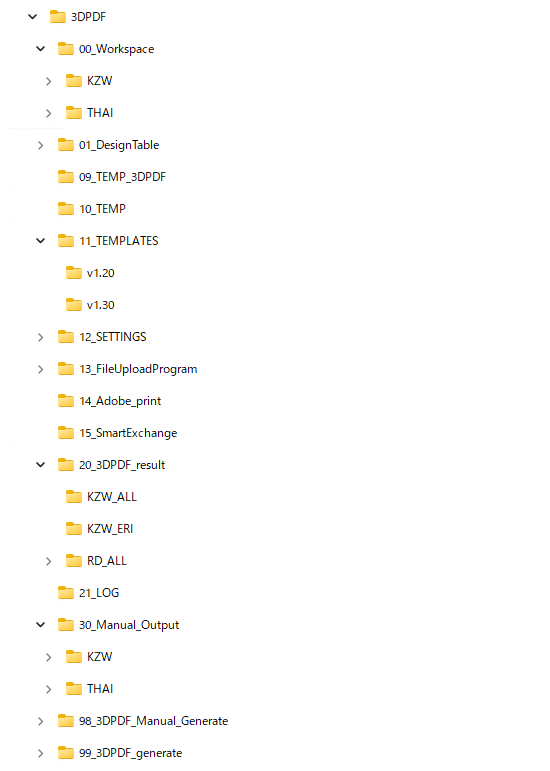 3DPDF
00_Workspace
KZW
THAI
01_DesignTable
09_TEMP_3DPDF
10_TEMP
11_TEMPLATES
v1.20
v1.30
12_SETTINGS
13_FileUploadProgram
14_Adobe_print
15_SmartExchange
20_3DPDF_result
KZW_ALL
KZW_ERI
RD_ALL
21_LOG
30_Manual_Output
KZW
THAI
98_3DPDF_Manual_Generate
99_3DPDF_generate